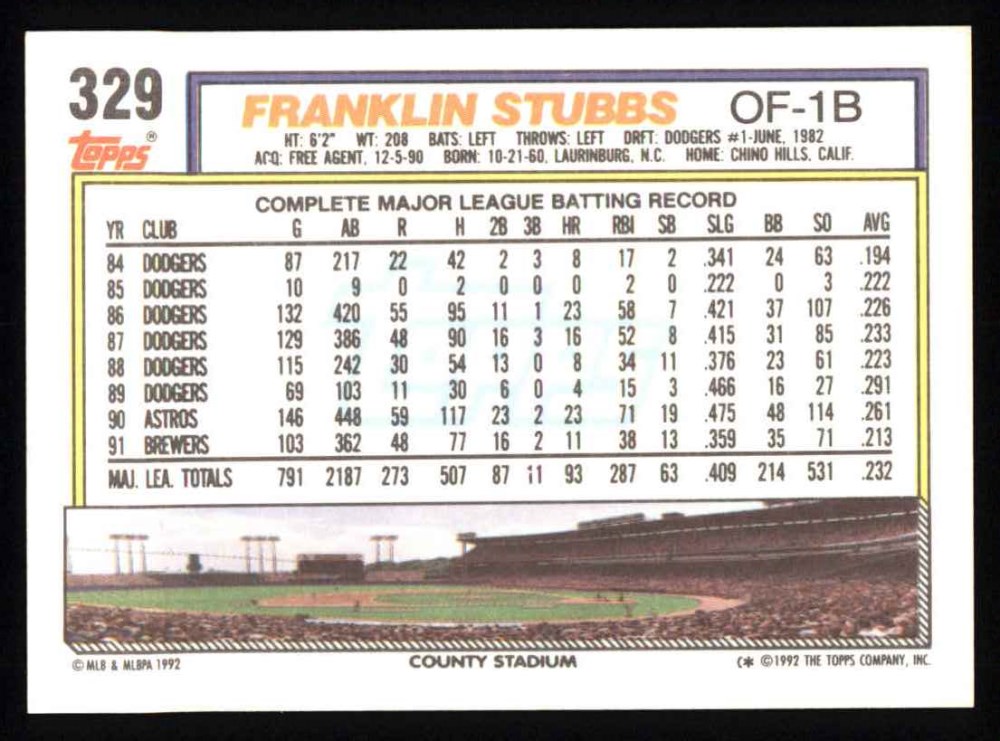 329
topps®
FRANKLIN STUBBS OF-1B
HT: 6'2" WT: 208 BATS: LEFT THROWS: LEFT DRFT: DODGERS #1-JUNE, 1982
ACQ: FREE AGENT, 12-5-90 BORN: 10-21-60, LAURINBURG, N.C. HOME: CHINO HILLS, CALIF.
COMPLETE MAJOR LEAGUE BATTING RECORD
YR CLUB G AB R H 2B 3B HR RBI SB SLG BB SO AVG
84 DODGERS 87 217 22 42 2 3 8 17 2 .341 24 63 .194
85 DODGERS 10 9 0 2 0 0 0 2 0 .222 0 3 .222
86 DODGERS 132 420 55 95 11 1 23 58 7 .421 37 107 .226
87 DODGERS 129 386 48 90 16 3 16 52 8 .415 31 85 .233
88 DODGERS 115 242 30 54 13 0 8 34 11 .376 23 61 .223
89 DODGERS 69 103 11 30 6 0 4 15 3 .466 16 27 .291
90 ASTROS 146 448 59 117 23 2 23 71 19 .475 48 114 .261
91 BREWERS 103 362 48 77 16 2 11 38 13 .359 35 71 .213
MAJ. LEA. TOTALS 791 2187 273 507 87 11 93 287 63 .409 214 531 .232
© MLB & MLBPA 1992 COUNTY STADIUM (* ©1992 THE TOPPS COMPANY, INC.